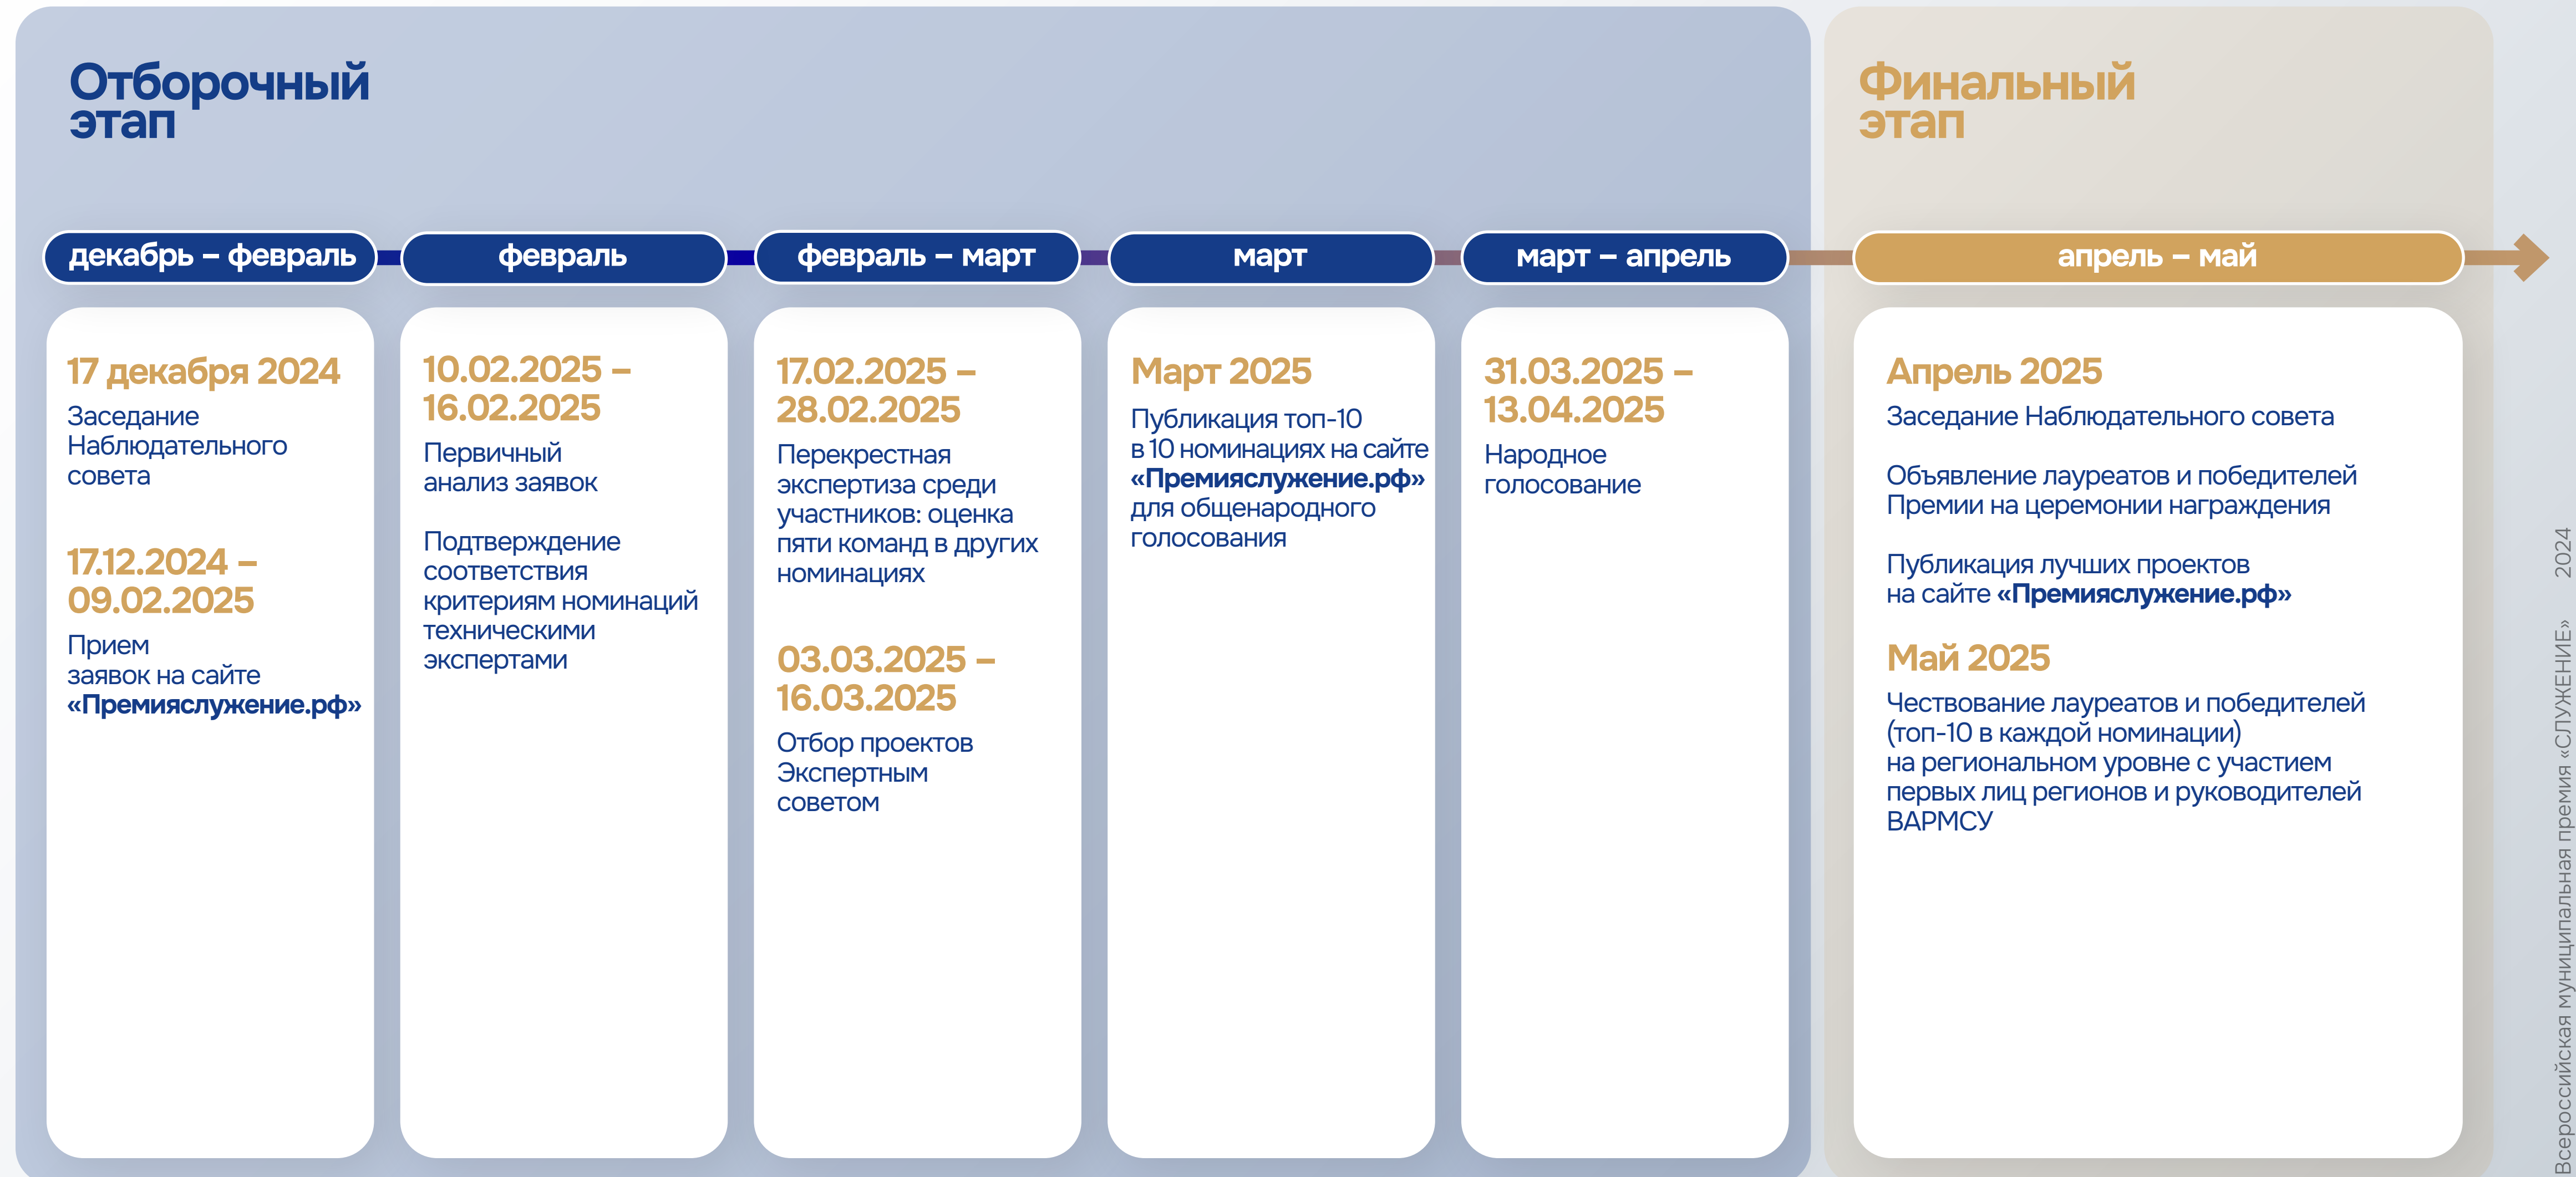 Отборочный
этап
Финальный
этап
декабрь – февраль
февраль
февраль – март
март
март – апрель
апрель – май
17 декабря 2024
Заседание
Наблюдательного
совета
17.12.2024 –
09.02.2025
Прием
заявок на сайте
«Премияслужение.рф»
10.02.2025 –
16.02.2025
Первичный
анализ заявок
Подтверждение
соответствия
критериям номинаций
техническими
экспертами
17.02.2025 –
28.02.2025
Перекрестная
экспертиза среди
участников: оценка
пяти команд в других
номинациях
03.03.2025 –
16.03.2025
Отбор проектов
Экспертным
советом
Март 2025
Публикация топ-10
в 10 номинациях на сайте
«Премияслужение.рф»
для общенародного
голосования
31.03.2025 –
13.04.2025
Народное
голосование
Апрель 2025
Заседание Наблюдательного совета
Объявление лауреатов и победителей
Премии на церемонии награждения
Публикация лучших проектов
на сайте «Премияслужение.рф»
Май 2025
Чествование лауреатов и победителей
(топ-10 в каждой номинации)
на региональном уровне с участием
первых лиц регионов и руководителей
ВАРМСУ
Всероссийская муниципальная премия «СЛУЖЕНИЕ» 2024